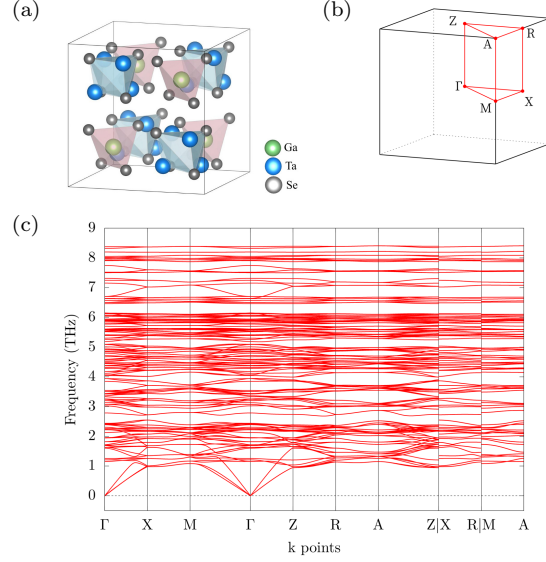 (a)
Ga
Ta
Se
(b)
Z
R
A
Γ
X
M
(c)
Frequency (THz)
9
8
7
6
5
4
3
2
1
0
Γ X M Γ Z R A Z|X R|M A
k points